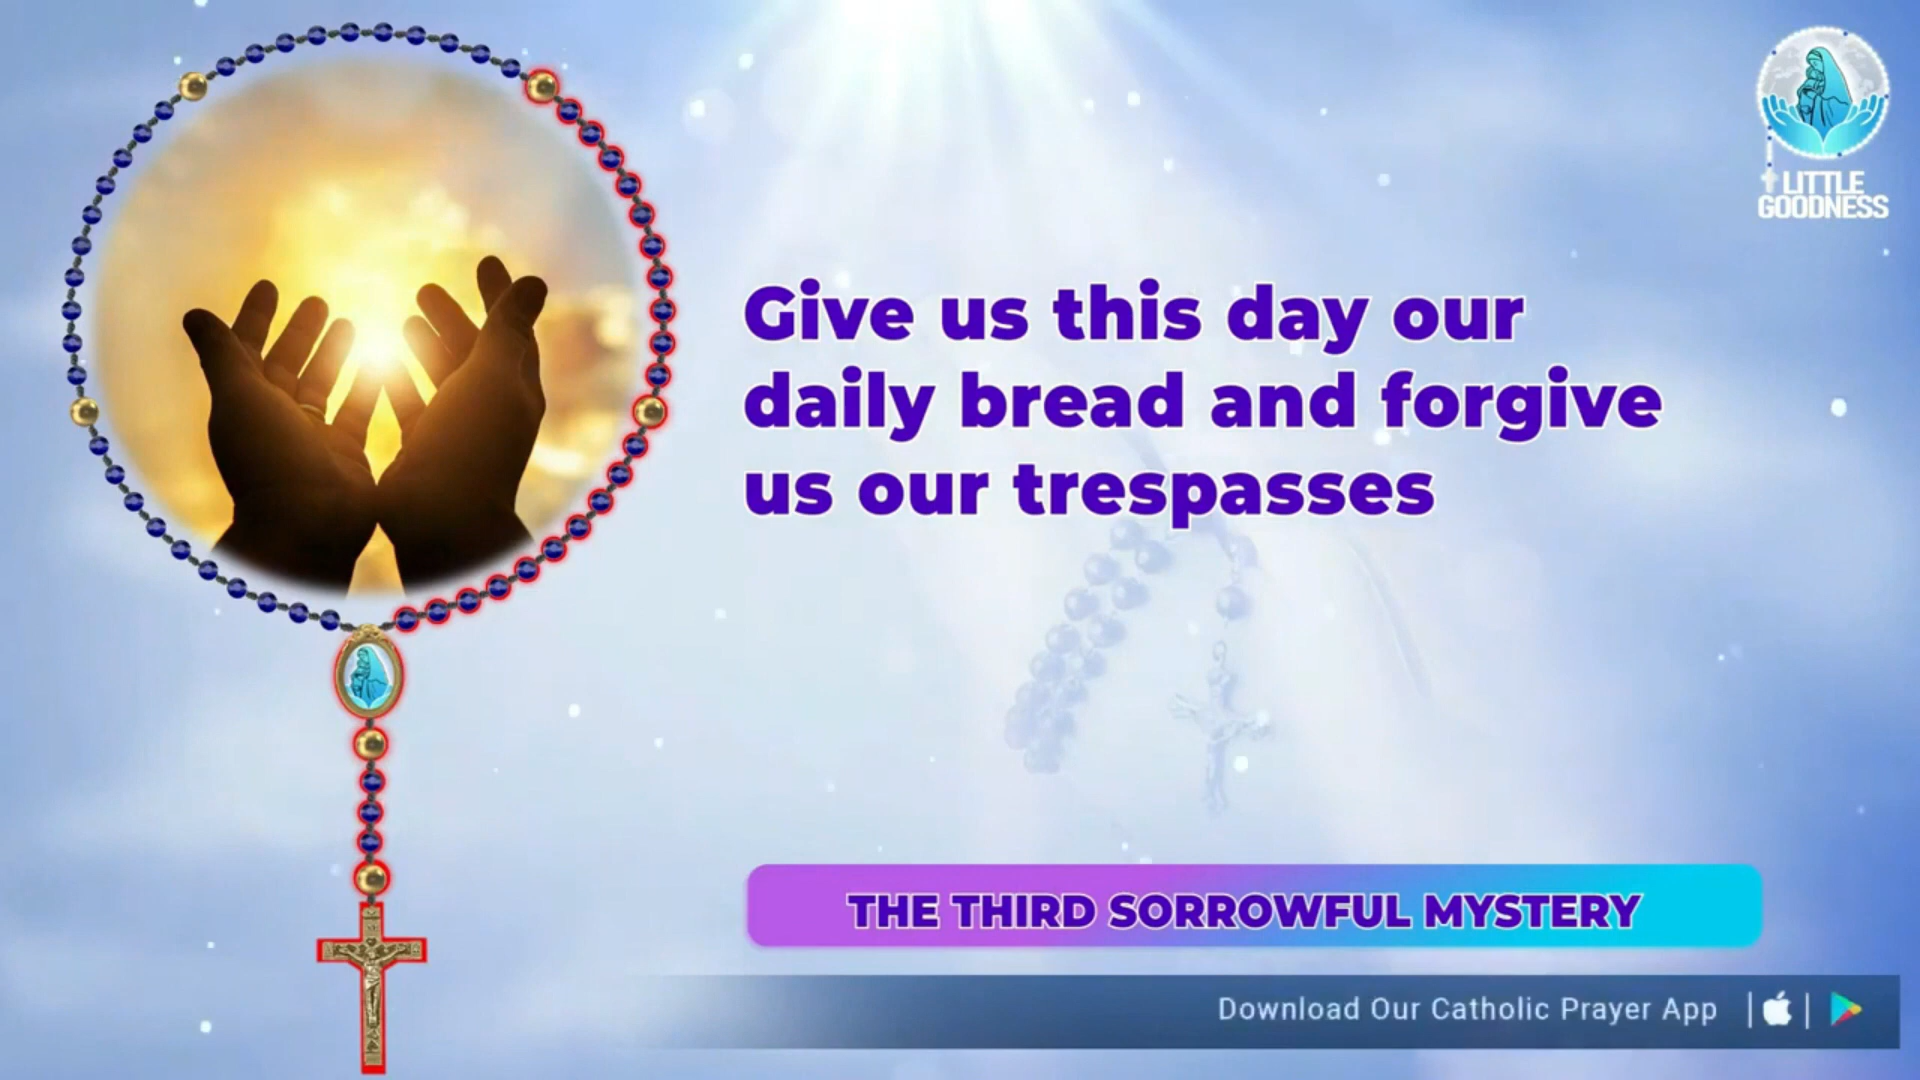 LITTLE
GOODNESS
Give us this day our
daily bread and forgive
us our trespasses
THE THIRD SORROWFUL MYSTERY
Download Our Catholic Prayer App